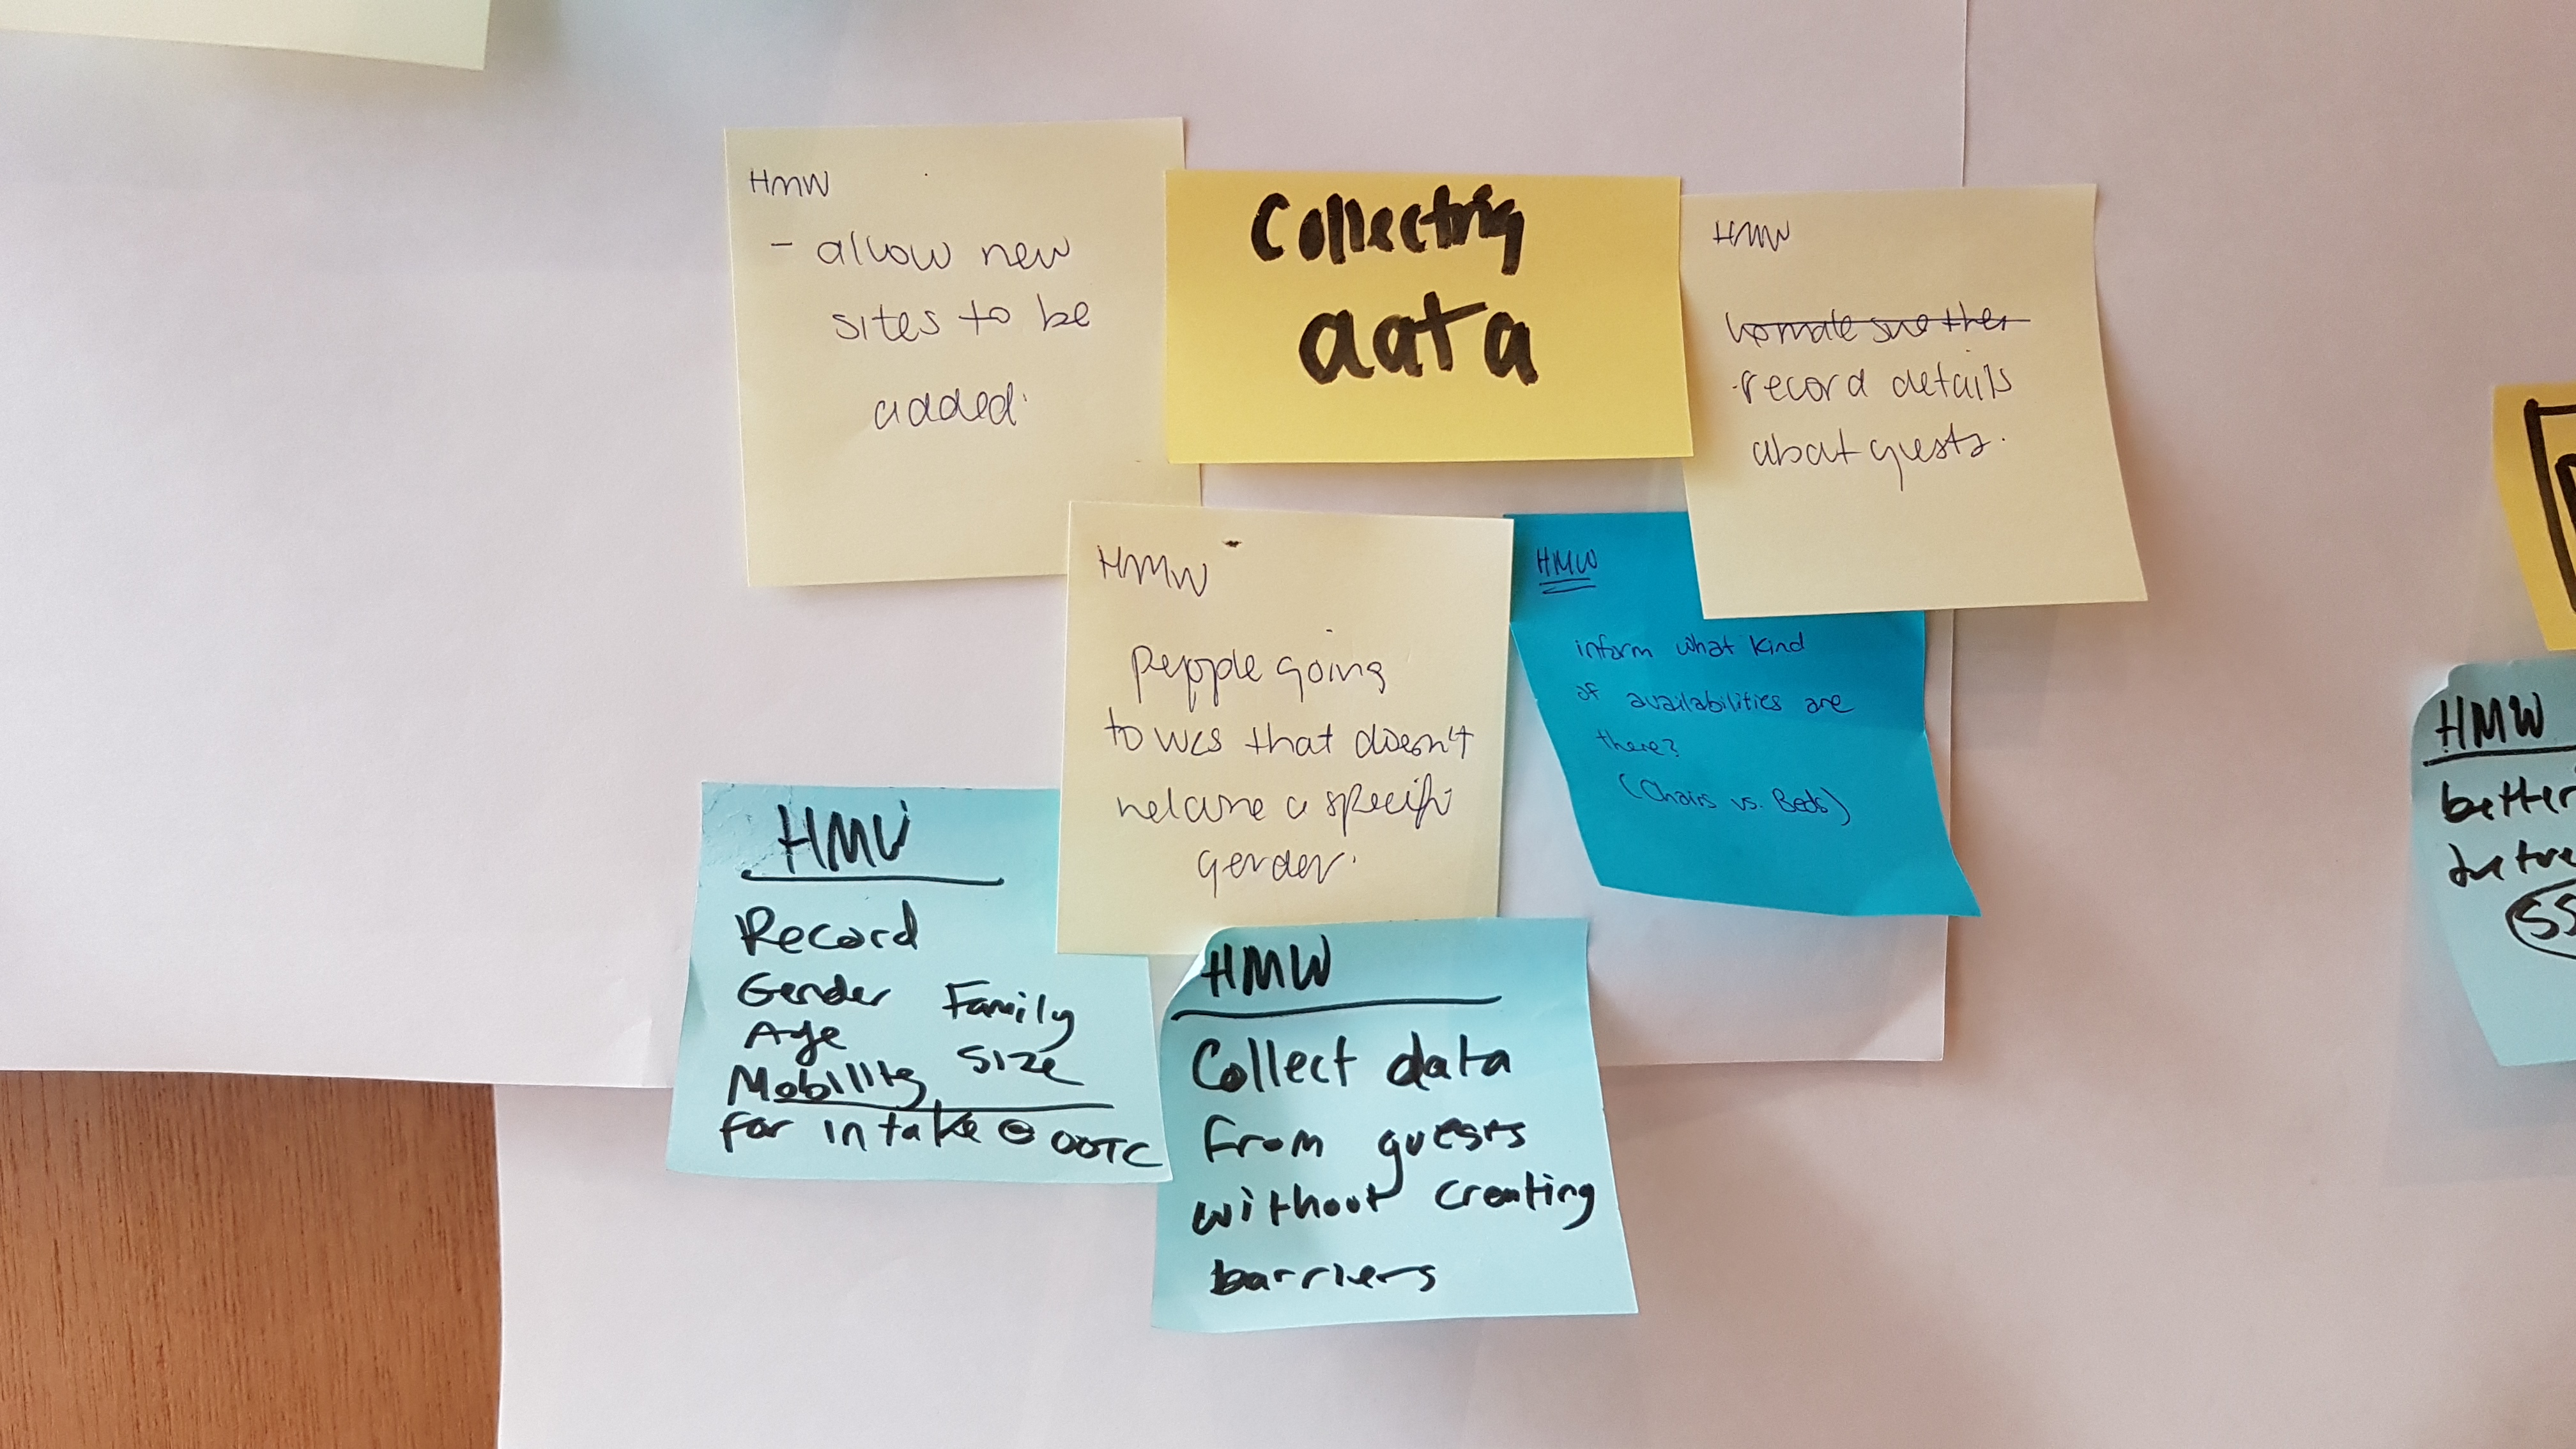 HMW
- allow new
sites to be
added.
Collecting
data
HMW
record details
about guests.
HMW
people going
to wcs that doesn't
welcome a specific
gender.
HMW
inform what kind
of availabilities are
there?
(Chairs vs. Beds)
HMW
Record
Gender Family
Age Size
Mobility
for intake @ OOTC
HMW
Collect data
from guests
without creating
barriers
HMW
better
SS